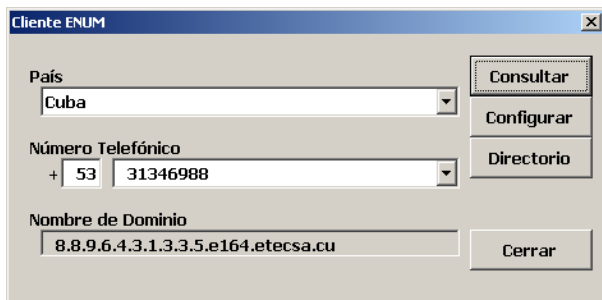 Cliente ENUM
País
Cuba
Consultar
Configurar
Número Telefónico
+ 53 31346988
Directorio
Nombre de Dominio
8.8.9.6.4.3.1.3.3.5.e164.etecsa.cu
Cerrar